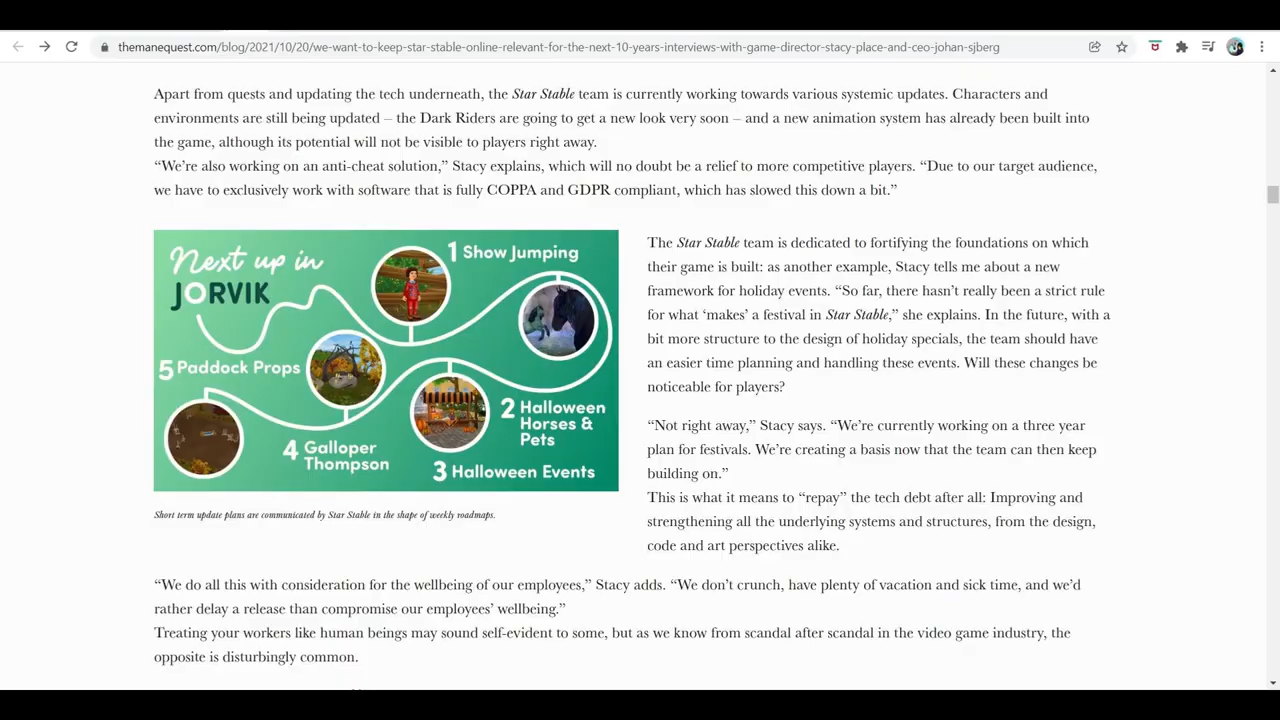 themanequest.com/blog/2021/10/20/we-want-to-keep-star-stable-online-relevant-for-the-next-10-years-interviews-with-game-director-stacy-place-and-ceo-johan-sjberg
Apart from quests and updating the tech underneath, the Star Stable team is currently working towards various systemic updates. Characters and
environments are still being updated – the Dark Riders are going to get a new look very soon – and a new animation system has already been built into
the game, although its potential will not be visible to players right away.
“We’re also working on an anti-cheat solution,” Stacy explains, which will no doubt be a relief to more competitive players. “Due to our target audience,
we have to exclusively work with software that is fully COPPA and GDPR compliant, which has slowed this down a bit.”
Next up in
JORVIK
1 Show Jumping
2 Halloween
Horses &
Pets
3 Halloween Events
4 Galloper
Thompson
5 Paddock Props
Short term update plans are communicated by Star Stable in the shape of weekly roadmaps.
The Star Stable team is dedicated to fortifying the foundations on which
their game is built: as another example, Stacy tells me about a new
framework for holiday events. “So far, there hasn’t really been a strict rule
for what ‘makes’ a festival in Star Stable,” she explains. In the future, with a
bit more structure to the design of holiday specials, the team should have
an easier time planning and handling these events. Will these changes be
noticeable for players?
“Not right away,” Stacy says. “We’re currently working on a three year
plan for festivals. We’re creating a basis now that the team can then keep
building on.”
This is what it means to “repay” the tech debt after all: Improving and
strengthening all the underlying systems and structures, from the design,
code and art perspectives alike.
“We do all this with consideration for the wellbeing of our employees,” Stacy adds. “We don’t crunch, have plenty of vacation and sick time, and we’d
rather delay a release than compromise our employees’ wellbeing.”
Treating your workers like human beings may sound self-evident to some, but as we know from scandal after scandal in the video game industry, the
opposite is disturbingly common.